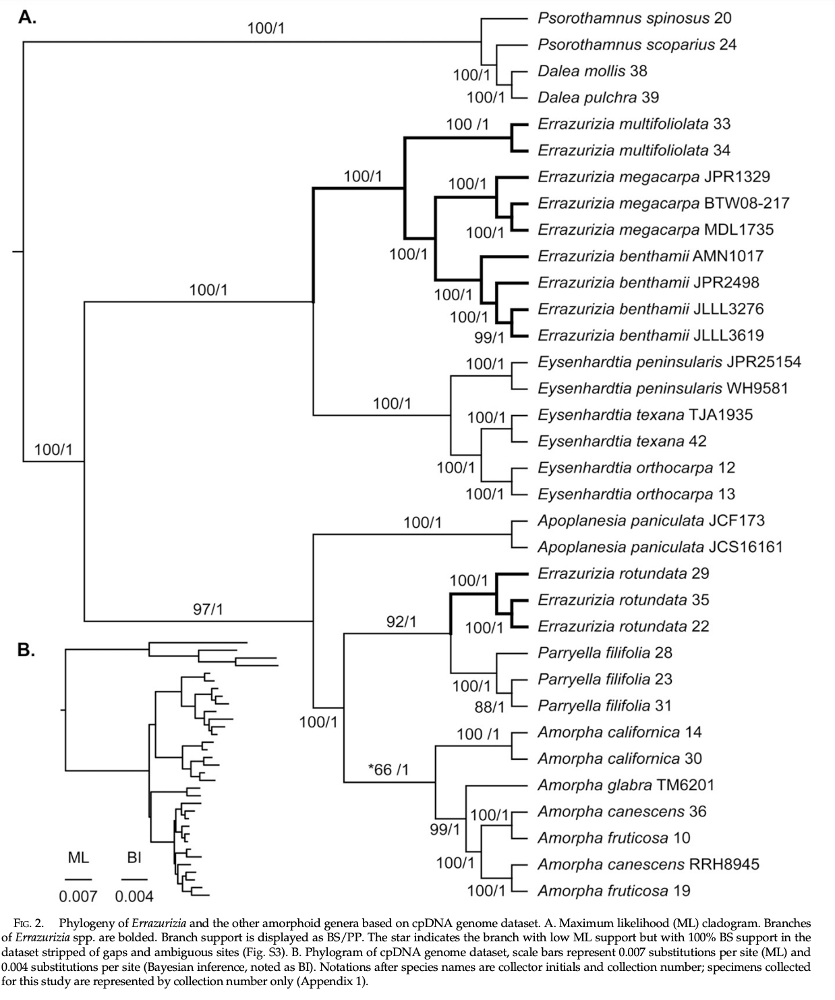 A.
100/1
Psorothamnus spinosus 20
Psorothamnus scoparius 24
100/1
Dalea mollis 38
100/1
Dalea pulchra 39
100 /1
Errazurizia multifoliolata 33
Errazurizia multifoliolata 34
100/1
100/1
Errazurizia megacarpa JPR1329
Errazurizia megacarpa BTW08-217
100/1
Errazurizia megacarpa MDL1735
100/1
Errazurizia benthamii AMN1017
100/1
Errazurizia benthamii JPR2498
100/1
100/1
Errazurizia benthamii JLLL3276
99/1
Errazurizia benthamii JLLL3619
100/1
Eysenhardtia peninsularis JPR25154
Eysenhardtia peninsularis WH9581
100/1
100/1
Eysenhardtia texana TJA1935
Eysenhardtia texana 42
100/1
100/1
Eysenhardtia orthocarpa 12
100/1
Eysenhardtia orthocarpa 13
100/1
Apoplanesia paniculata JCF173
Apoplanesia paniculata JCS16161
100/1
Errazurizia rotundata 29
97/1
Errazurizia rotundata 35
92/1
100/1
Errazurizia rotundata 22
B.
Parryella filifolia 28
100/1
Parryella filifolia 23
88/1
Parryella filifolia 31
100/1
100 /1
Amorpha californica 14
Amorpha californica 30
*66 /1
Amorpha glabra TM6201
100/1
Amorpha canescens 36
99/1
Amorpha fruticosa 10
ML BI
100/1
Amorpha canescens RRH8945
100/1
Amorpha fruticosa 19
0.007 0.004
FIG. 2. Phylogeny of Errazurizia and the other amorphoid genera based on cpDNA genome dataset. A. Maximum likelihood (ML) cladogram. Branches
of Errazurizia spp. are bolded. Branch support is displayed as BS/PP. The star indicates the branch with low ML support but with 100% BS support in the
dataset stripped of gaps and ambiguous sites (Fig. S3). B. Phylogram of cpDNA genome dataset, scale bars represent 0.007 substitutions per site (ML) and
0.004 substitutions per site (Bayesian inference, noted as BI). Notations after species names are collector initials and collection number; specimens collected
for this study are represented by collection number only (Appendix 1).